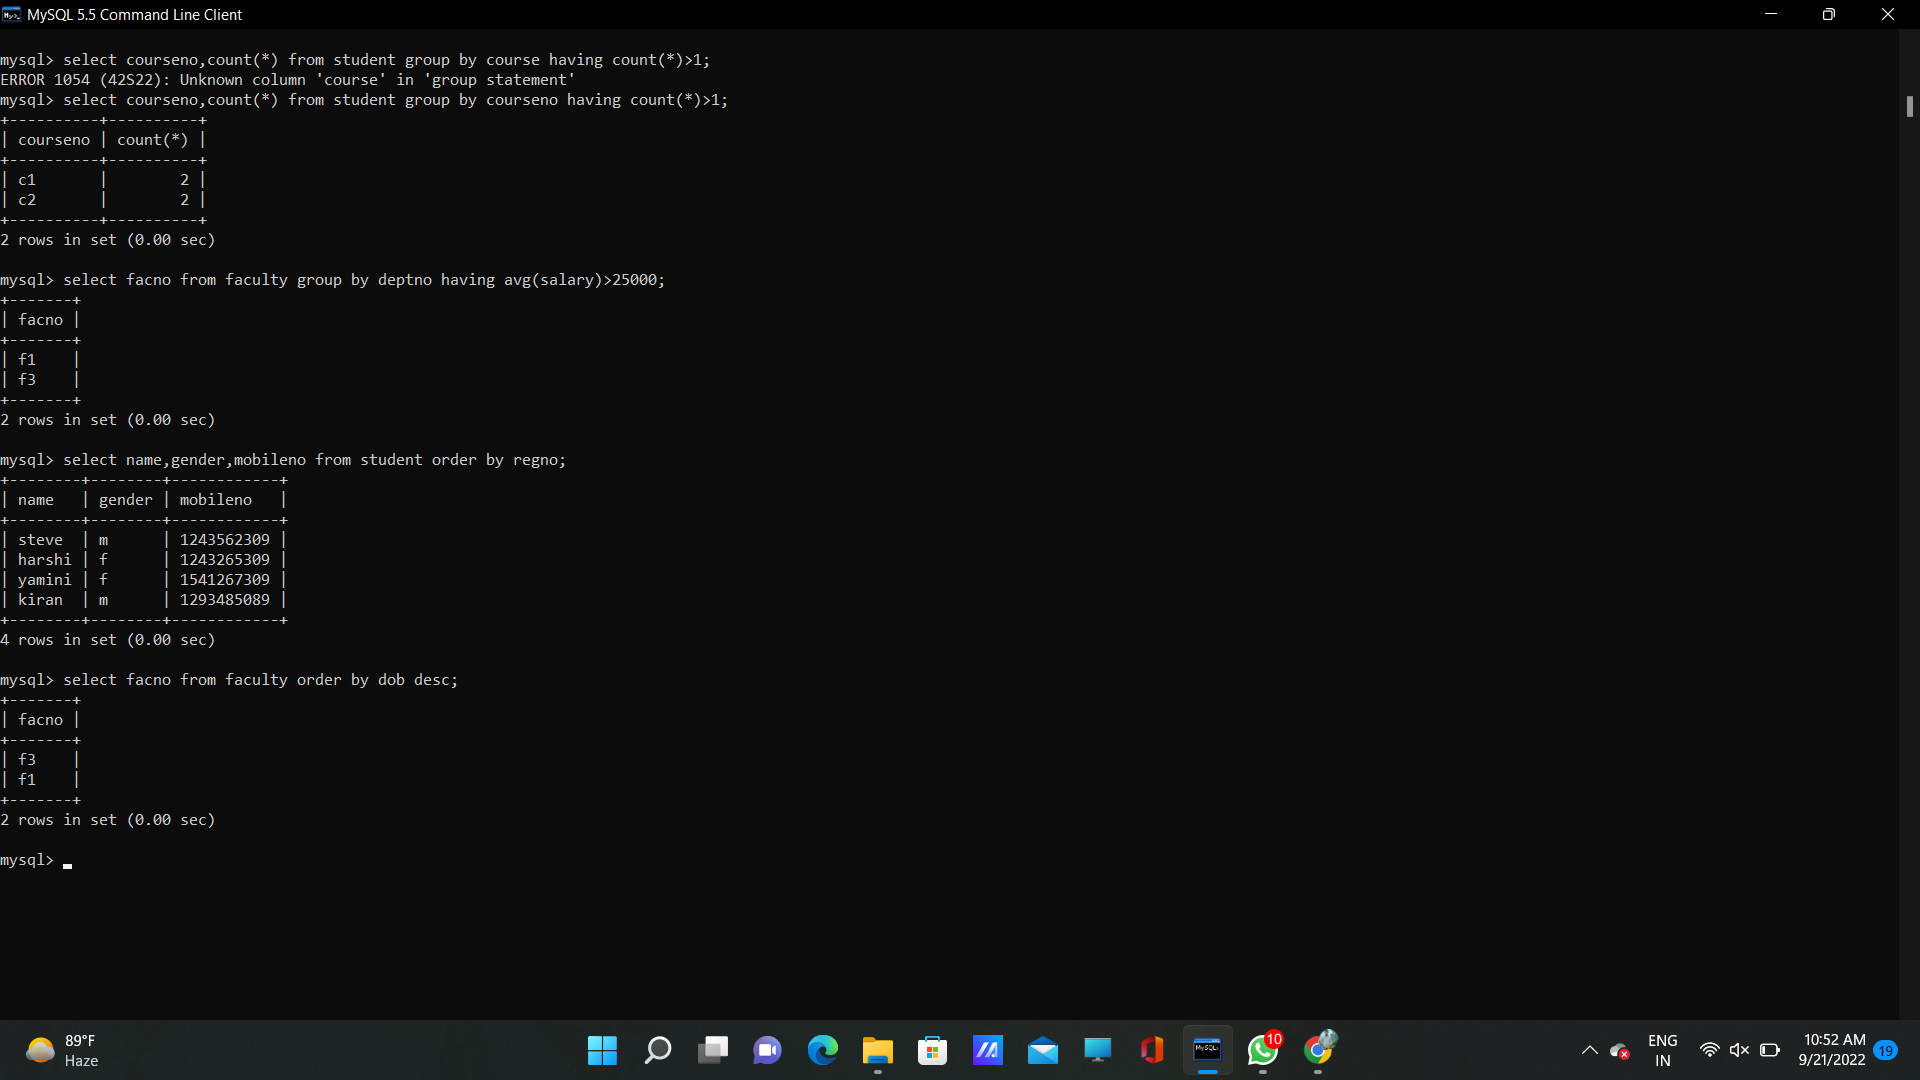 MySQL 5.5 Command Line Client
mysql> select courseno,count(*) from student group by course having count(*)>1;
ERROR 1054 (42S22): Unknown column 'course' in 'group statement'
mysql> select courseno,count(*) from student group by courseno having count(*)>1;
+----------+----------+
| courseno | count(*) |
+----------+----------+
| c1       |        2 |
| c2       |        2 |
+----------+----------+
2 rows in set (0.00 sec)
mysql> select facno from faculty group by deptno having avg(salary)>25000;
+-------+
| facno |
+-------+
| f1    |
| f3    |
+-------+
2 rows in set (0.00 sec)
mysql> select name,gender,mobileno from student order by regno;
+--------+--------+------------+
| name   | gender | mobileno   |
+--------+--------+------------+
| steve  | m      | 1243562309 |
| harshi | f      | 1243265309 |
| yamini | f      | 1541267309 |
| kiran  | m      | 1293485089 |
+--------+--------+------------+
4 rows in set (0.00 sec)
mysql> select facno from faculty order by dob desc;
+-------+
| facno |
+-------+
| f3    |
| f1    |
+-------+
2 rows in set (0.00 sec)
mysql>
89°F
Haze
MySQL>
10
ENG
IN
10:52 AM
9/21/2022
19